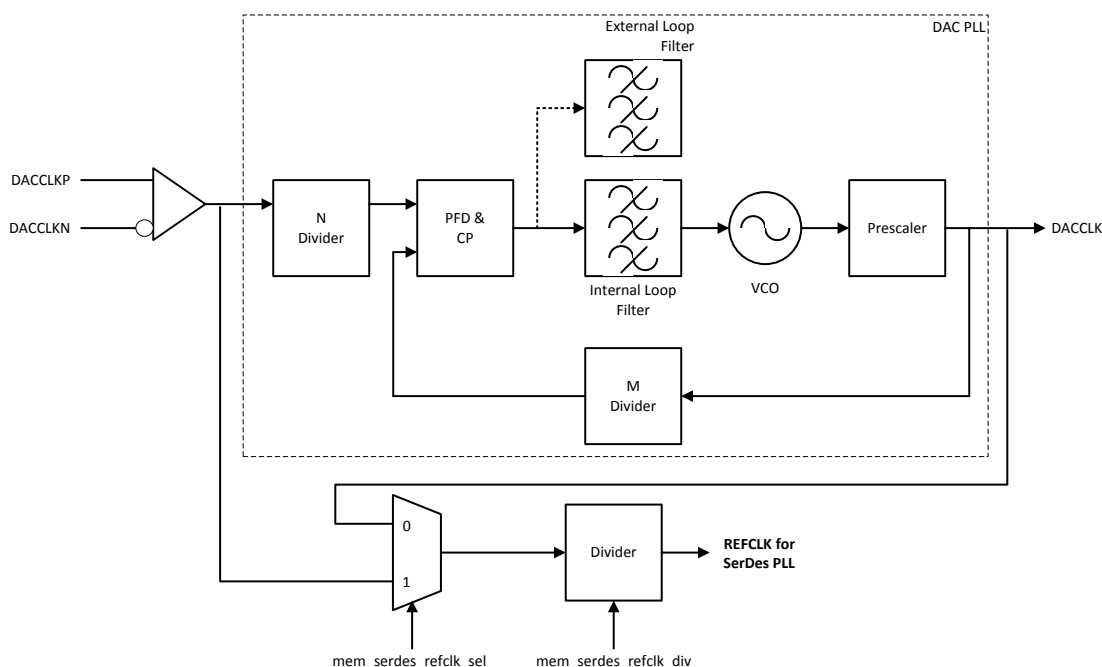 External Loop
Filter
DAC PLL
DACCLKP
DACCLKN
N
Divider
PFD &
CP
Internal Loop
Filter
VCO
Prescaler
DACCLK
M
Divider
0
1
Divider
REFCLK for
SerDes PLL
mem_serdes_refclk_sel
mem_serdes_refclk_div